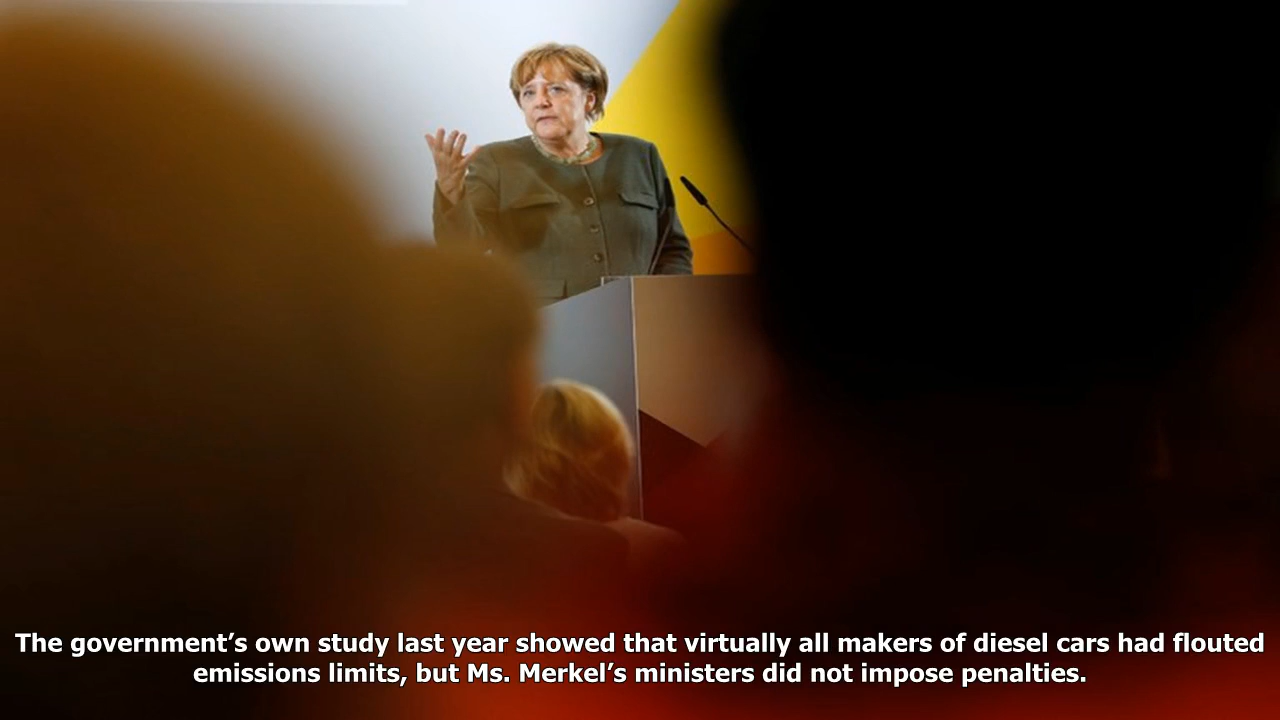 The government’s own study last year showed that virtually all makers of diesel cars had flouted
emissions limits, but Ms. Merkel’s ministers did not impose penalties.